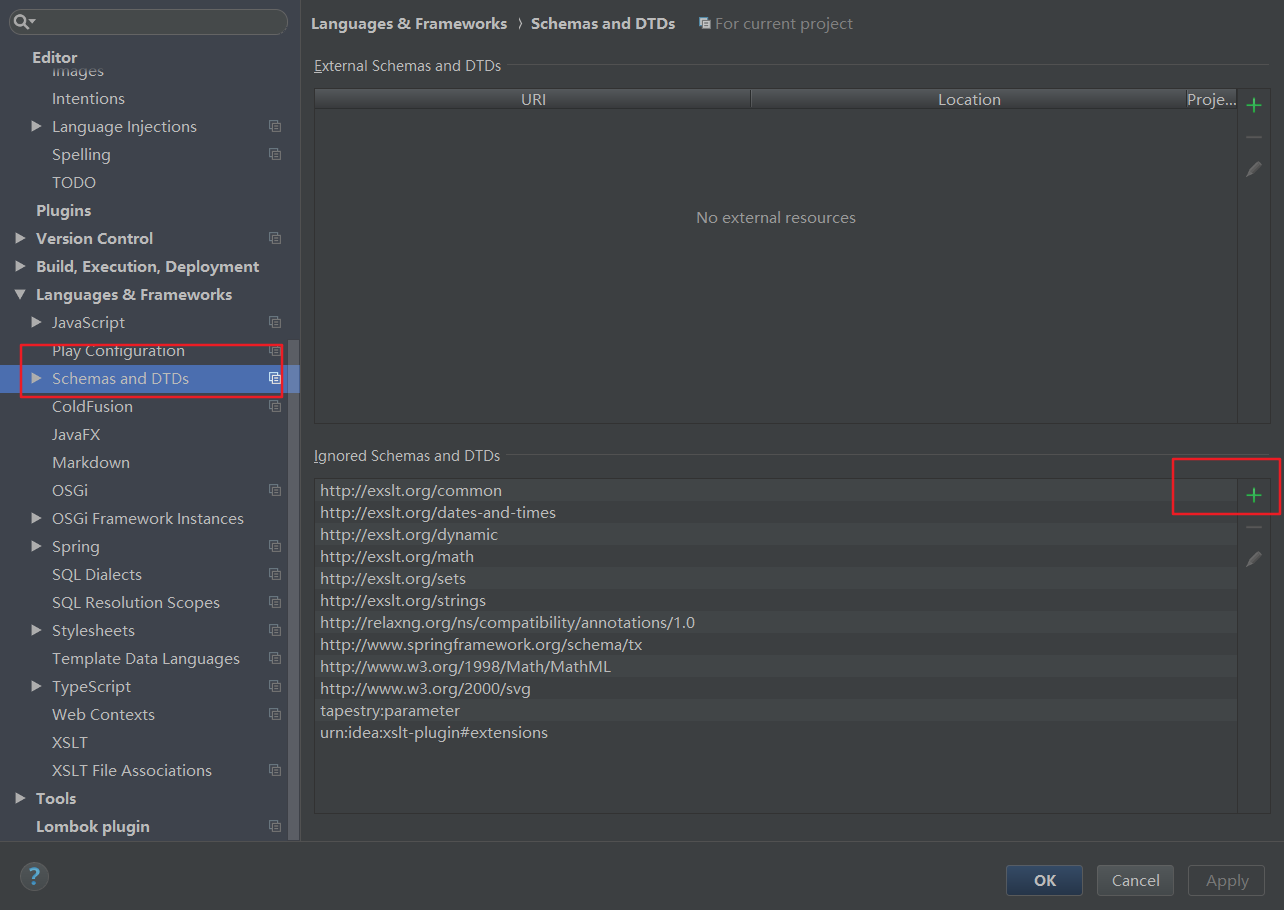 Editor
Images
Intentions
Language Injections
Spelling
TODO
Plugins
Version Control
Build, Execution, Deployment
Languages & Frameworks
JavaScript
Play Configuration
Schemas and DTDs
ColdFusion
JavaFX
Markdown
OSGi
OSGi Framework Instances
Spring
SQL Dialects
SQL Resolution Scopes
Stylesheets
Template Data Languages
TypeScript
Web Contexts
XSLT
XSLT File Associations
Tools
Lombok plugin
Languages & Frameworks › Schemas and DTDs For current project
External Schemas and DTDs
URI Location Proje...
No external resources
Ignored Schemas and DTDs
http://exslt.org/common
http://exslt.org/dates-and-times
http://exslt.org/dynamic
http://exslt.org/math
http://exslt.org/sets
http://exslt.org/strings
http://relaxng.org/ns/compatibility/annotations/1.0
http://www.springframework.org/schema/tx
http://www.w3.org/1998/Math/MathML
http://www.w3.org/2000/svg
tapestry:parameter
urn:idea:xslt-plugin#extensions
? OK Cancel Apply